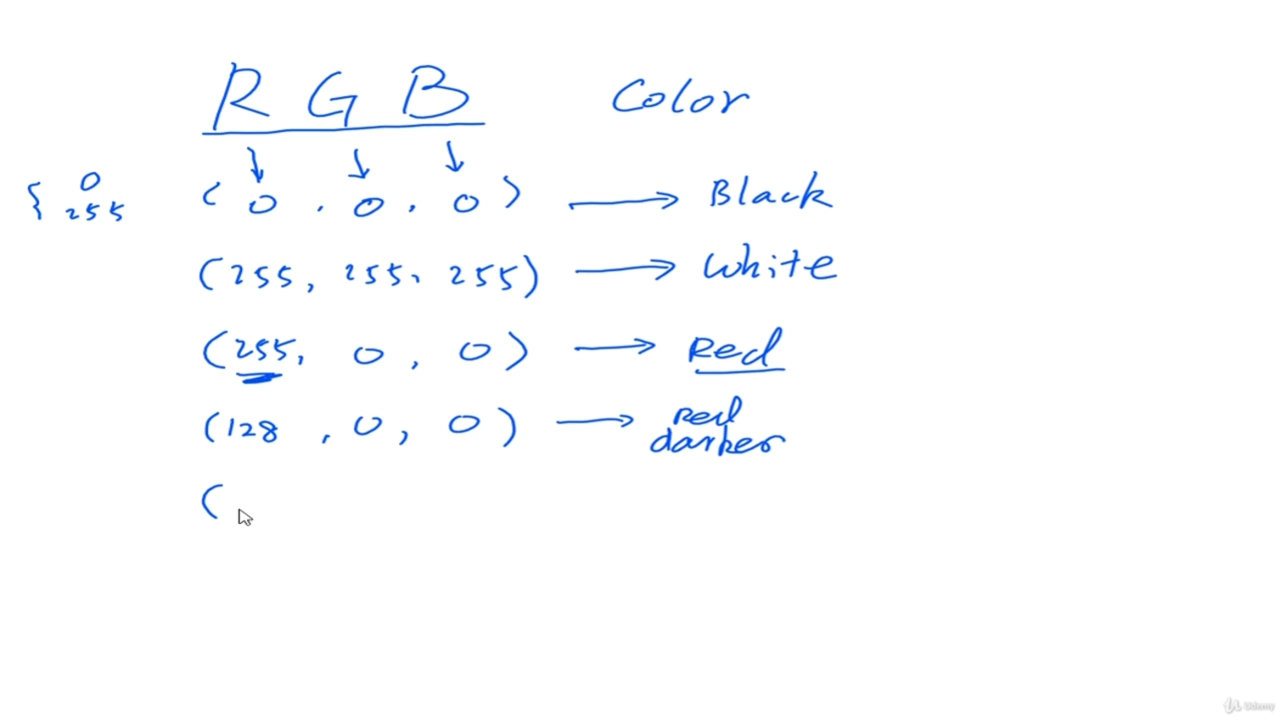 R G B Color
{ 0 255
(0, 0, 0) → Black
(255, 255, 255) → White
(255, 0, 0) → Red
(128, 0, 0) → Red darker
(
Udemy